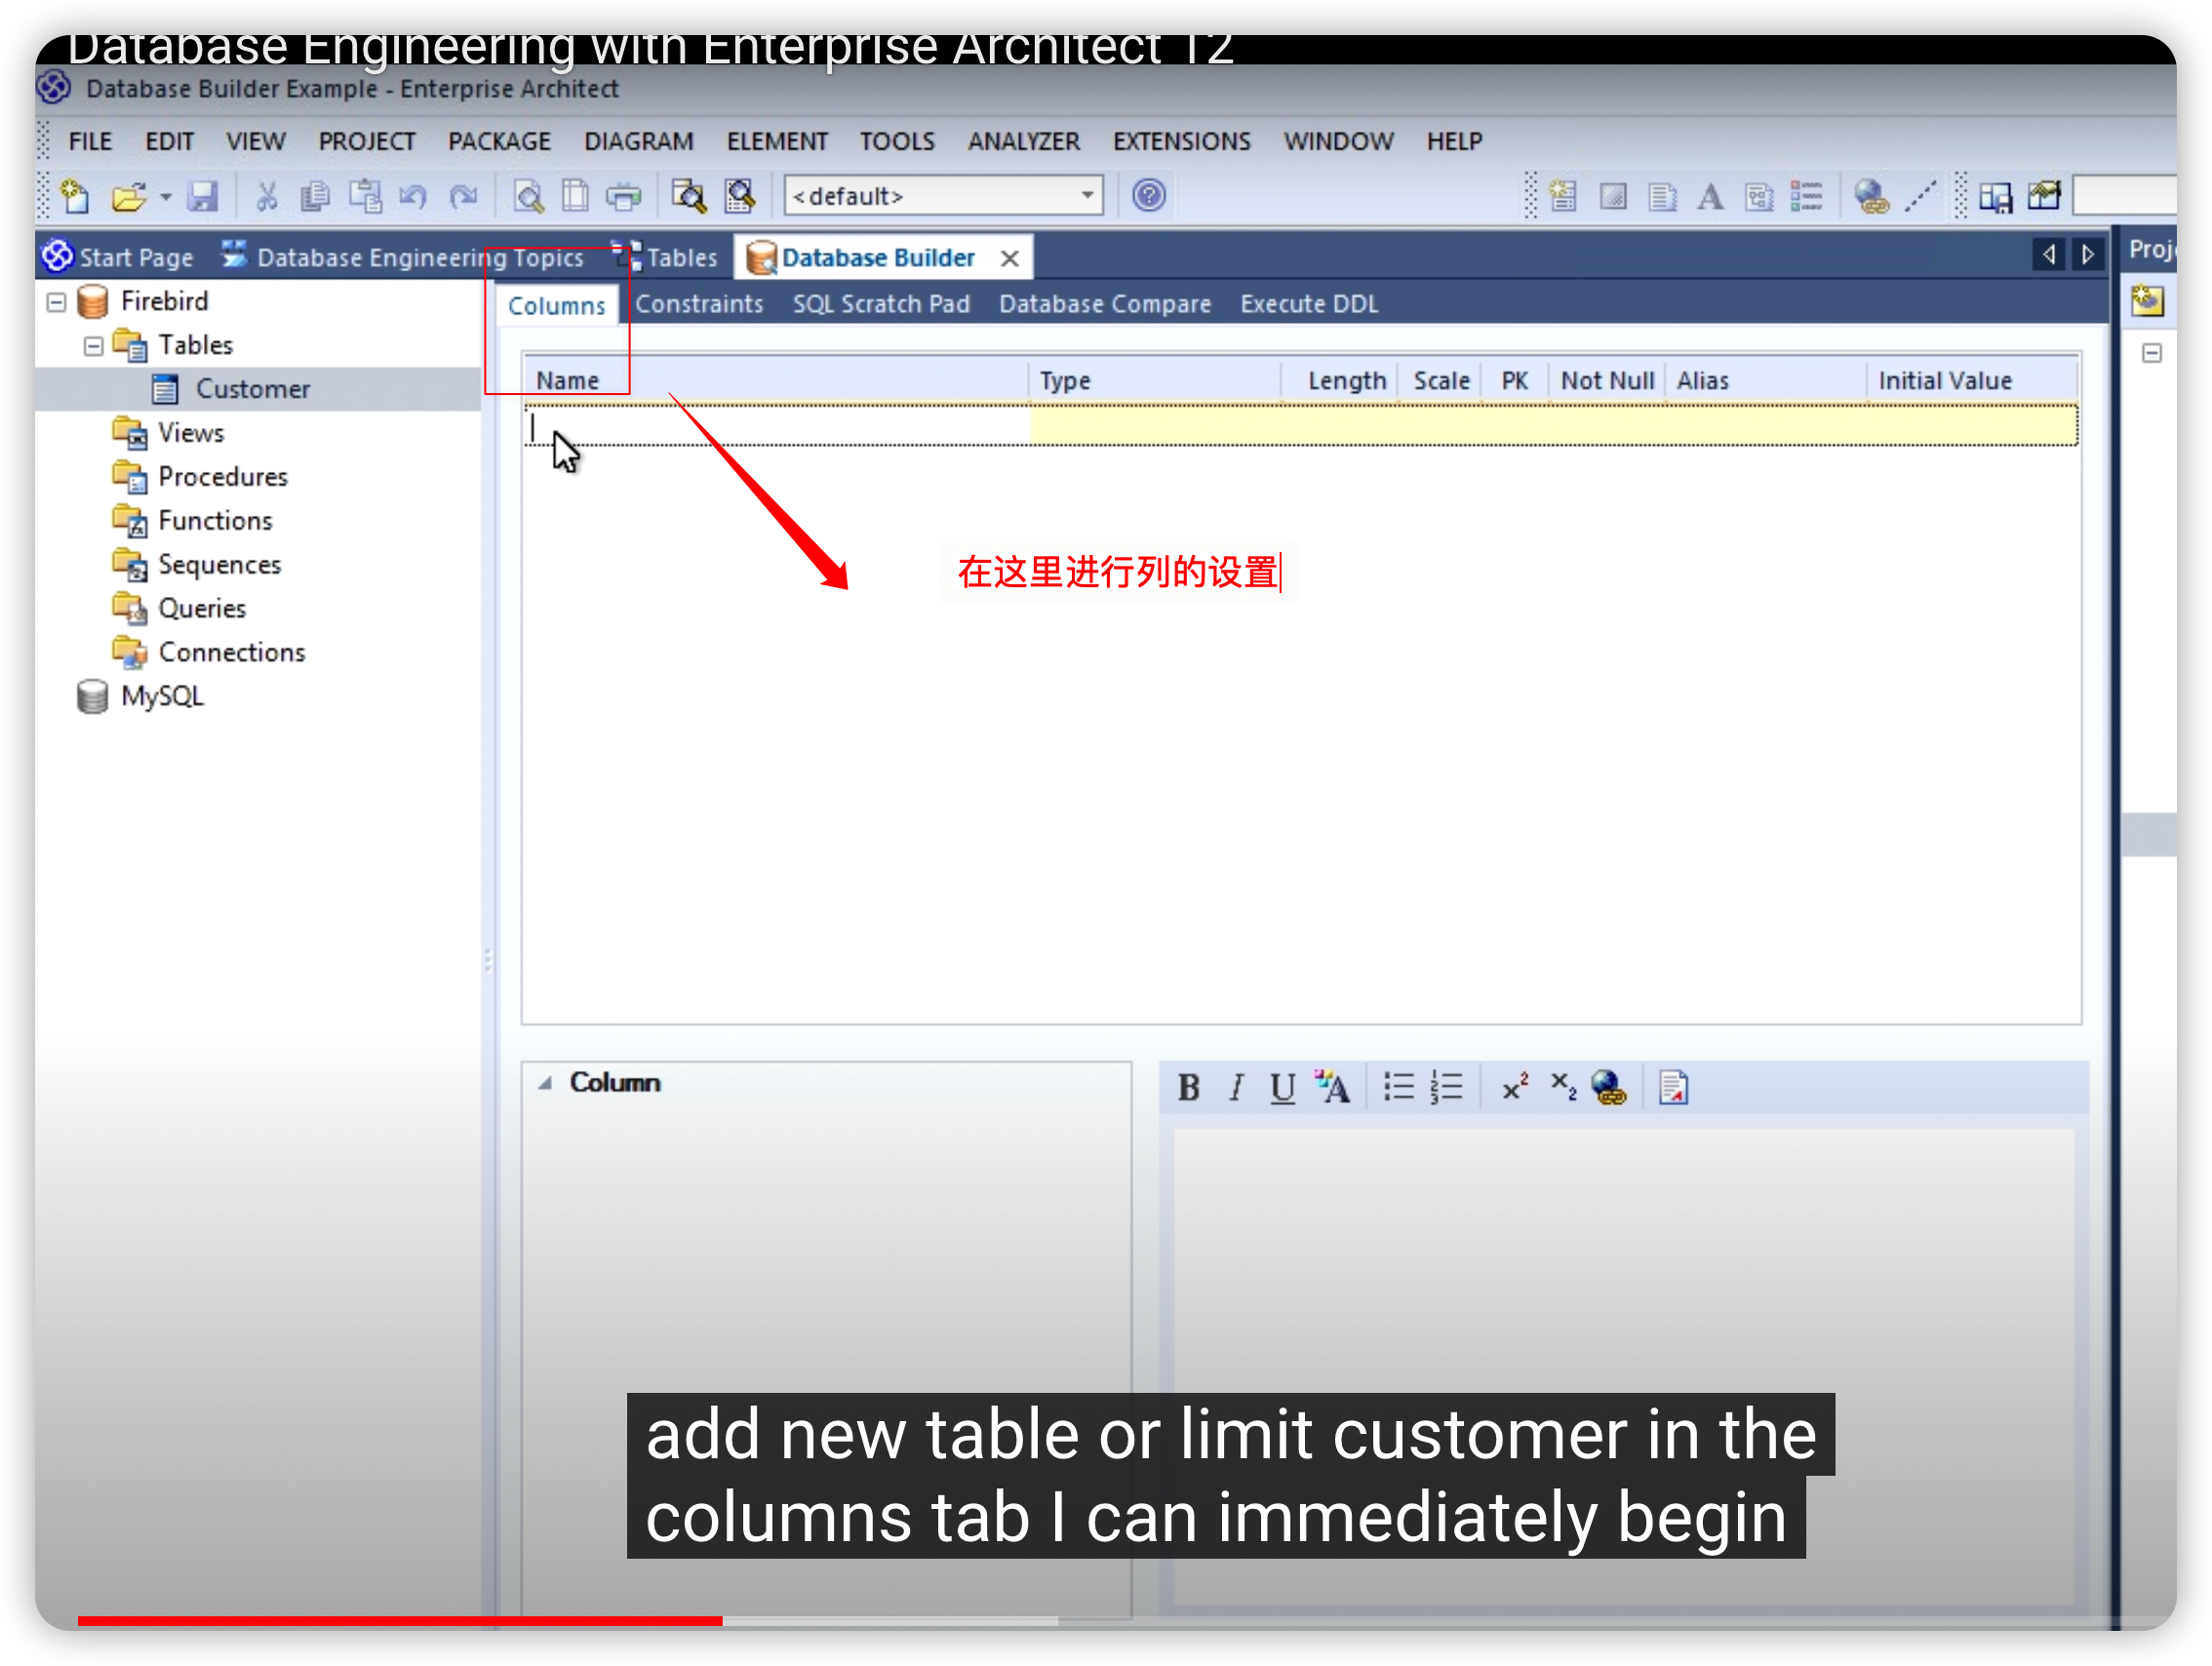 Database Engineering with Enterprise Architect 12
Database Builder Example - Enterprise Architect
FILE EDIT VIEW PROJECT PACKAGE DIAGRAM ELEMENT TOOLS ANALYZER EXTENSIONS WINDOW HELP
<default>
Start Page Database Engineering Topics Tables Database Builder
Proj
Columns Constraints SQL Scratch Pad Database Compare Execute DDL
Firebird
Tables
Customer
Views
Procedures
Functions
Sequences
Queries
Connections
MySQL
Name Type Length Scale PK Not Null Alias Initial Value
在这里进行列的设置
Column
B I U A x² x₂
add new table or limit customer in the
columns tab I can immediately begin